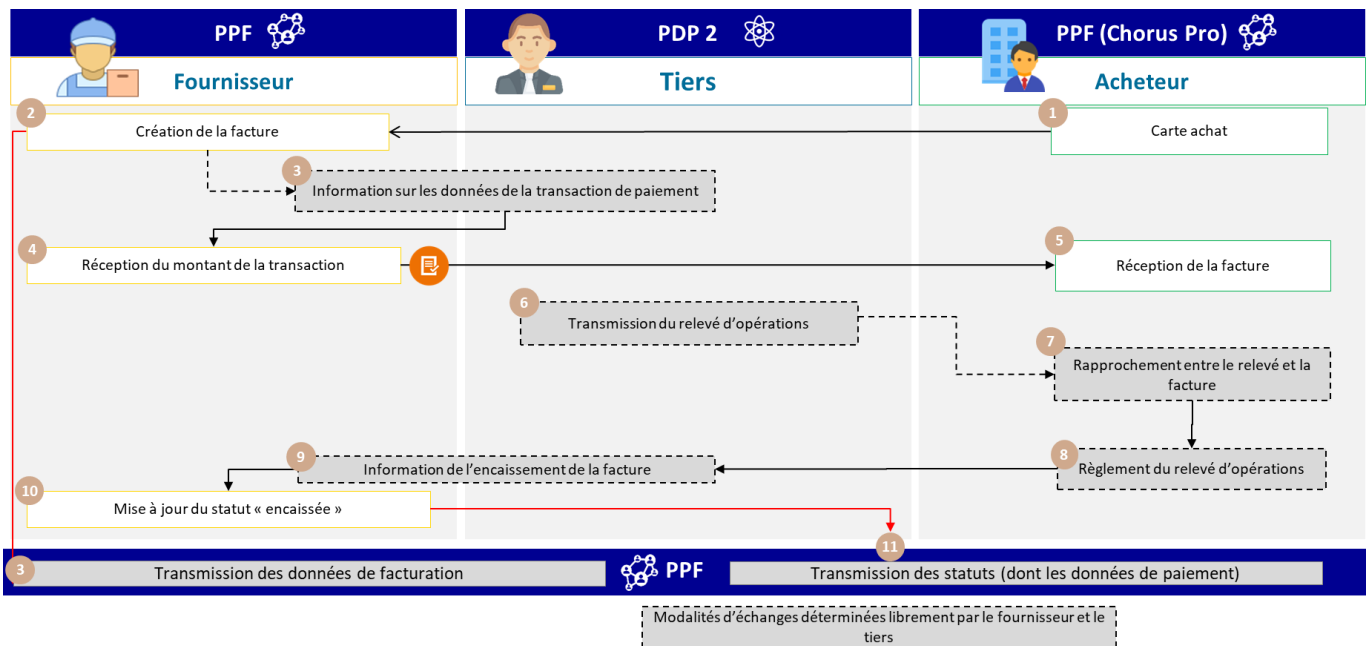 PPF
PDP 2
PPF (Chorus Pro)
Fournisseur
Tiers
Acheteur
2
Création de la facture
1
Carte achat
3
Information sur les données de la transaction de paiement
4
Réception du montant de la transaction
5
Réception de la facture
6
Transmission du relevé d’opérations
7
Rapprochement entre le relevé et la
facture
8
Règlement du relevé d’opérations
9
Information de l’encaissement de la facture
10
Mise à jour du statut « encaissée »
11
3
Transmission des données de facturation
PPF
Transmission des statuts (dont les données de paiement)
Modalités d’échanges déterminées librement par le fournisseur et le
tiers